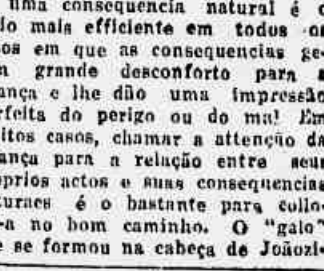 uma consequencia natural é o
do mais efficiente em todos os
sos em que as consequencias ge-
m grande desconforto para a
ança e lhe dão uma impressão
rfeita do perigo ou do mal Em
itos casos, chamar a attenção da
ança para a relação entre seus
oprios actos e suas consequencias
turaes é o bastante para collo-
-a no bom caminho. O "galo"
e se formou na cabeça de Joãozi-